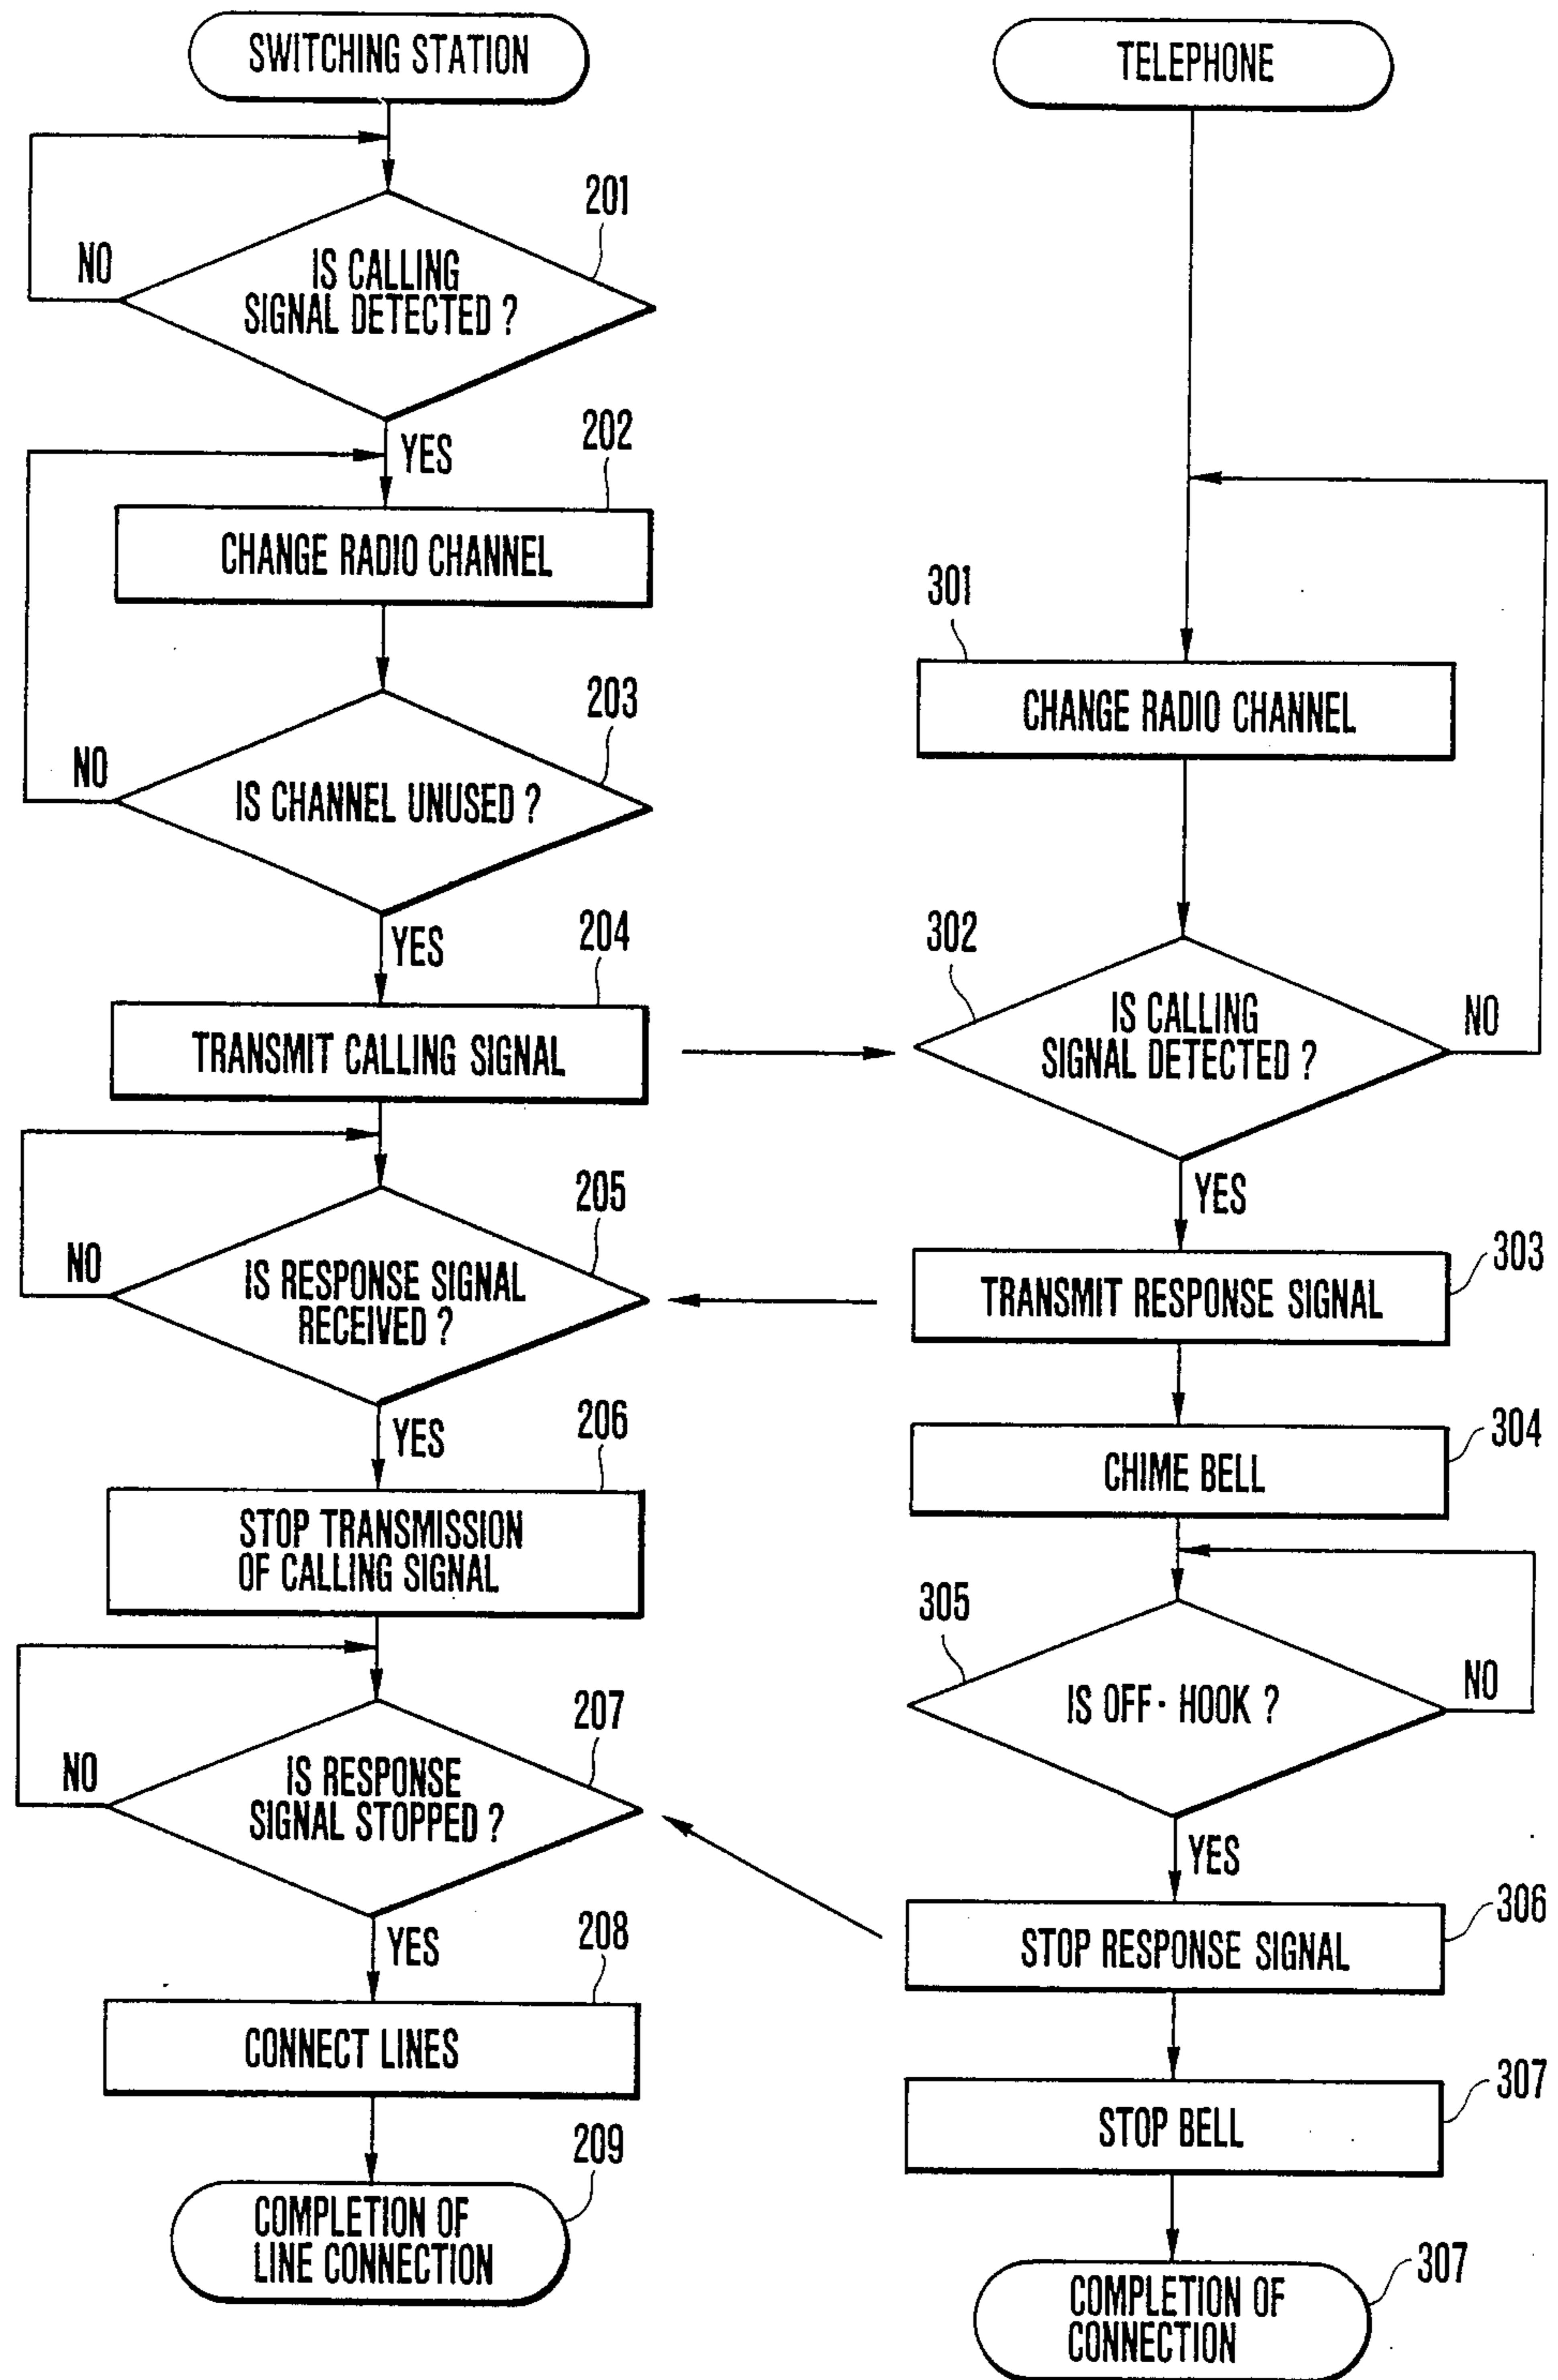 SWITCHING STATION
201
NO
IS CALLING
SIGNAL DETECTED ?
YES
202
CHANGE RADIO CHANNEL
203
NO
IS CHANNEL UNUSED ?
YES
204
TRANSMIT CALLING SIGNAL
205
NO
IS RESPONSE SIGNAL
RECEIVED ?
YES
206
STOP TRANSMISSION
OF CALLING SIGNAL
207
NO
IS RESPONSE
SIGNAL STOPPED ?
YES
208
CONNECT LINES
209
COMPLETION OF
LINE CONNECTION
TELEPHONE
301
CHANGE RADIO CHANNEL
302
IS CALLING
SIGNAL DETECTED ?
NO
YES
303
TRANSMIT RESPONSE SIGNAL
304
CHIME BELL
305
IS OFF - HOOK ?
NO
YES
306
STOP RESPONSE SIGNAL
307
STOP BELL
307
COMPLETION OF
CONNECTION